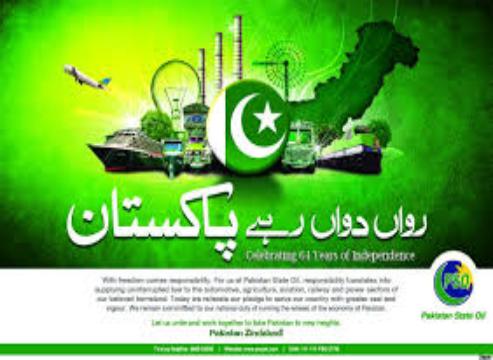 رواں دواں رہے پاکستان
Celebrating 64 Years of Independence
With freedom comes responsibility. For us at Pakistan State Oil, responsibility translates into
supplying uninterrupted fuel to the automotive, agriculture, aviation, railway and power sectors of
our beloved homeland. Today we reiterate our pledge to serve our country with greater zeal and
vigour. We remain committed to our national duty of running the wheels of the economy of Pakistan.
Let us unite and work together to take Pakistan to new heights.
Pakistan Zindabad!
PSO
Pakistan State Oil